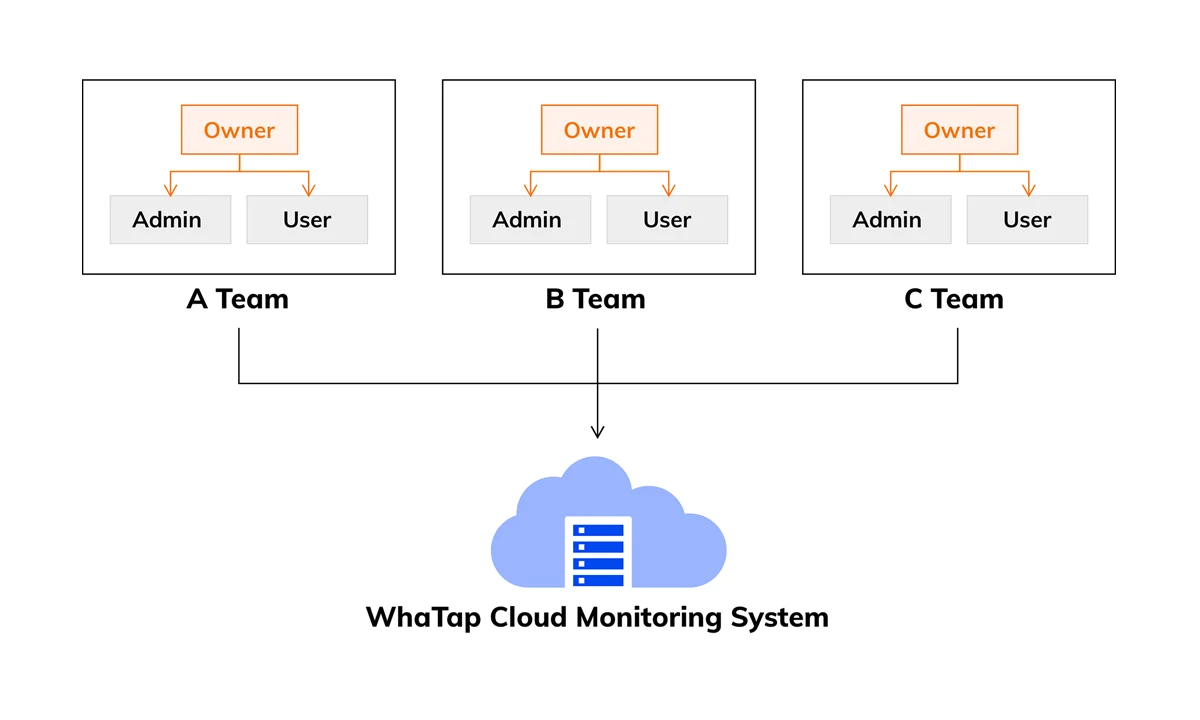 Owner
Admin
User
A Team
Owner
Admin
User
B Team
Owner
Admin
User
C Team
WhaTap Cloud Monitoring System